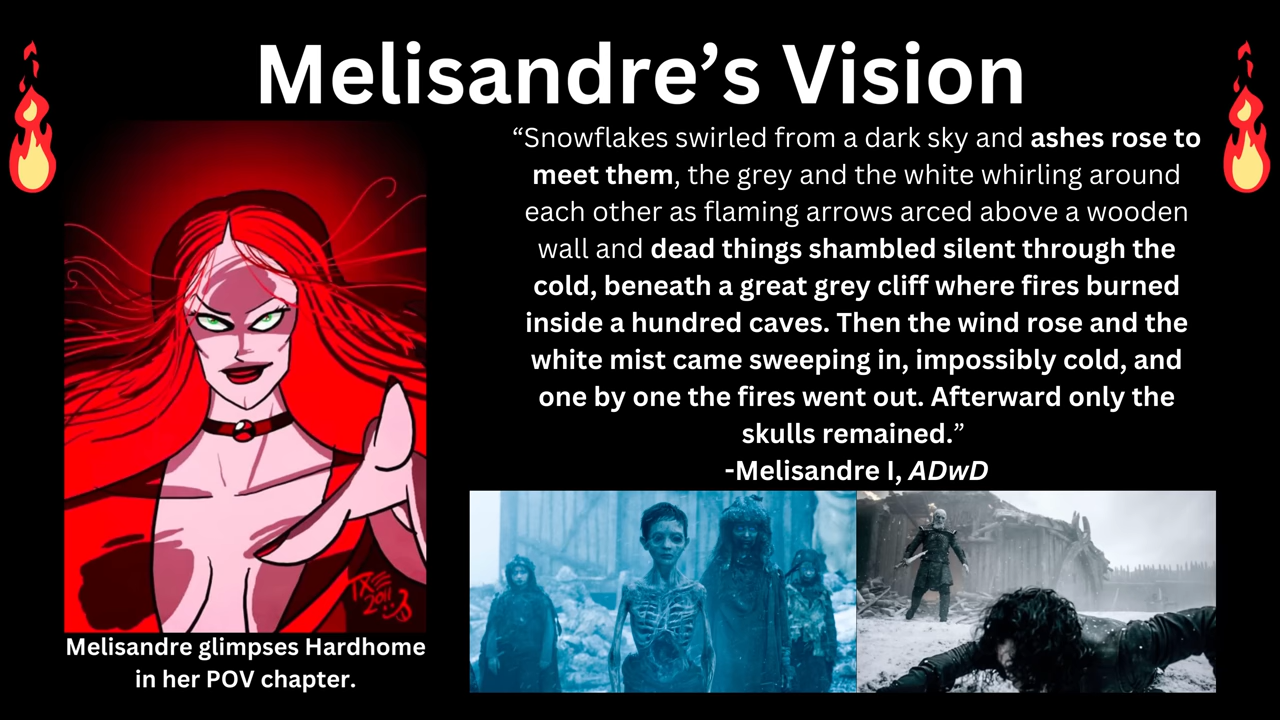 Melisandre’s Vision
“Snowflakes swirled from a dark sky and ashes rose to
meet them, the grey and the white whirling around
each other as flaming arrows arced above a wooden
wall and dead things shambled silent through the
cold, beneath a great grey cliff where fires burned
inside a hundred caves. Then the wind rose and the
white mist came sweeping in, impossibly cold, and
one by one the fires went out. Afterward only the
skulls remained.”
-Melisandre I, ADwD
2011
Melisandre glimpses Hardhome
in her POV chapter.